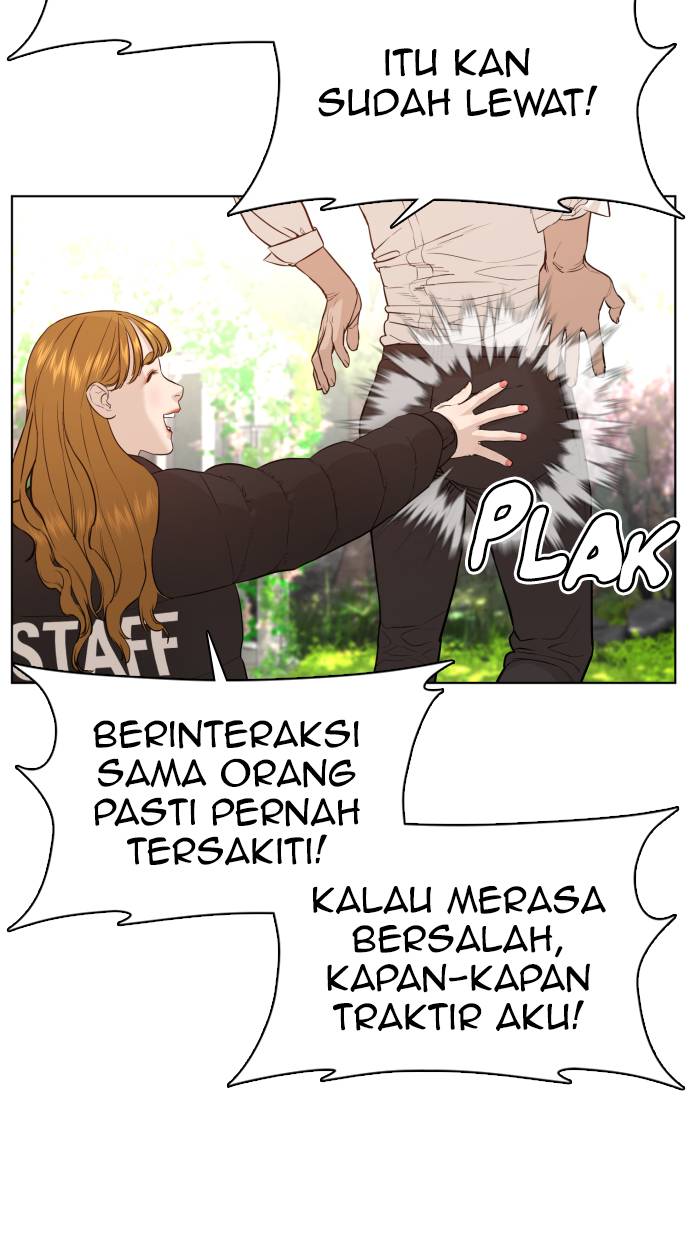 ITU KAN
SUDAH LEWAT!
PLAK
STAFF
BERINTERAKSI
SAMA ORANG
PASTI PERNAH
TERSAKITI!
KALAU MERASA
BERSALAH,
KAPAN-KAPAN
TRAKTIR AKU!